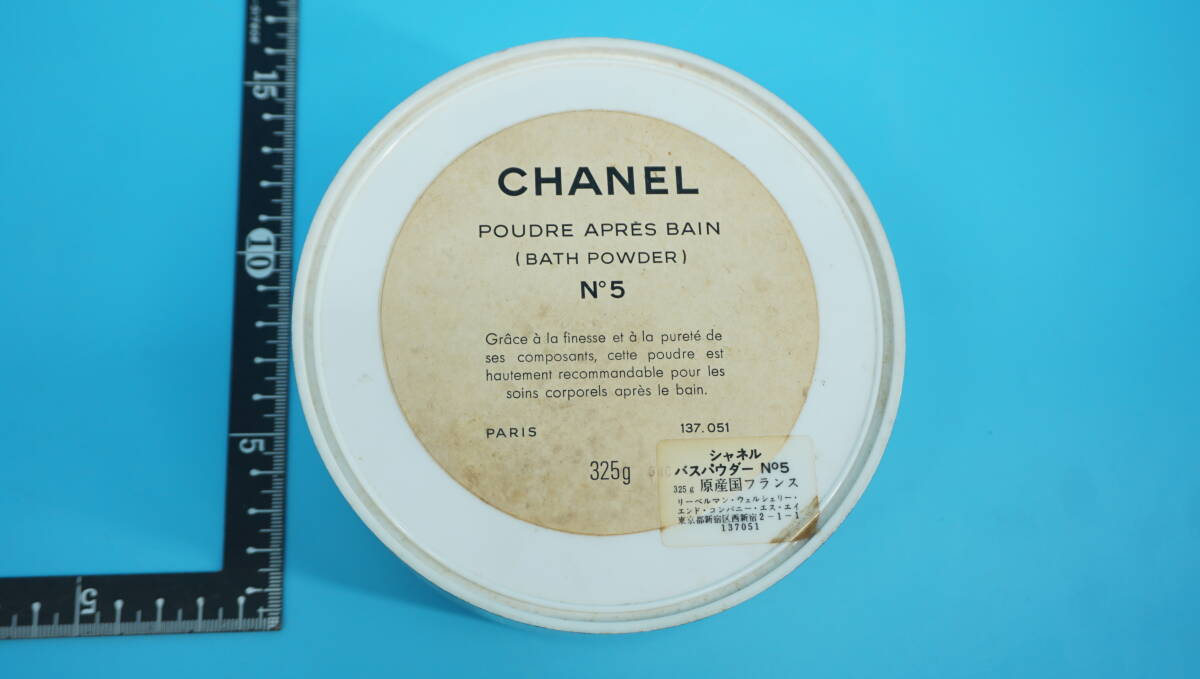 15
10
5
5
CHANEL
POUDRE APRÈS BAIN
(BATH POWDER)
N°5
Grâce à la finesse et à la pureté de
ses composants, cette poudre est
hautement recommandable pour les
soins corporels après le bain.
PARIS 137.051
325g
シャネル
バスパウダー Nº5
325g 原産国フランス
リーベルマン・ウェルシェリー・
エンド・コンパニー・エス・エイ
東京都新宿区西新宿2-1-1
137051